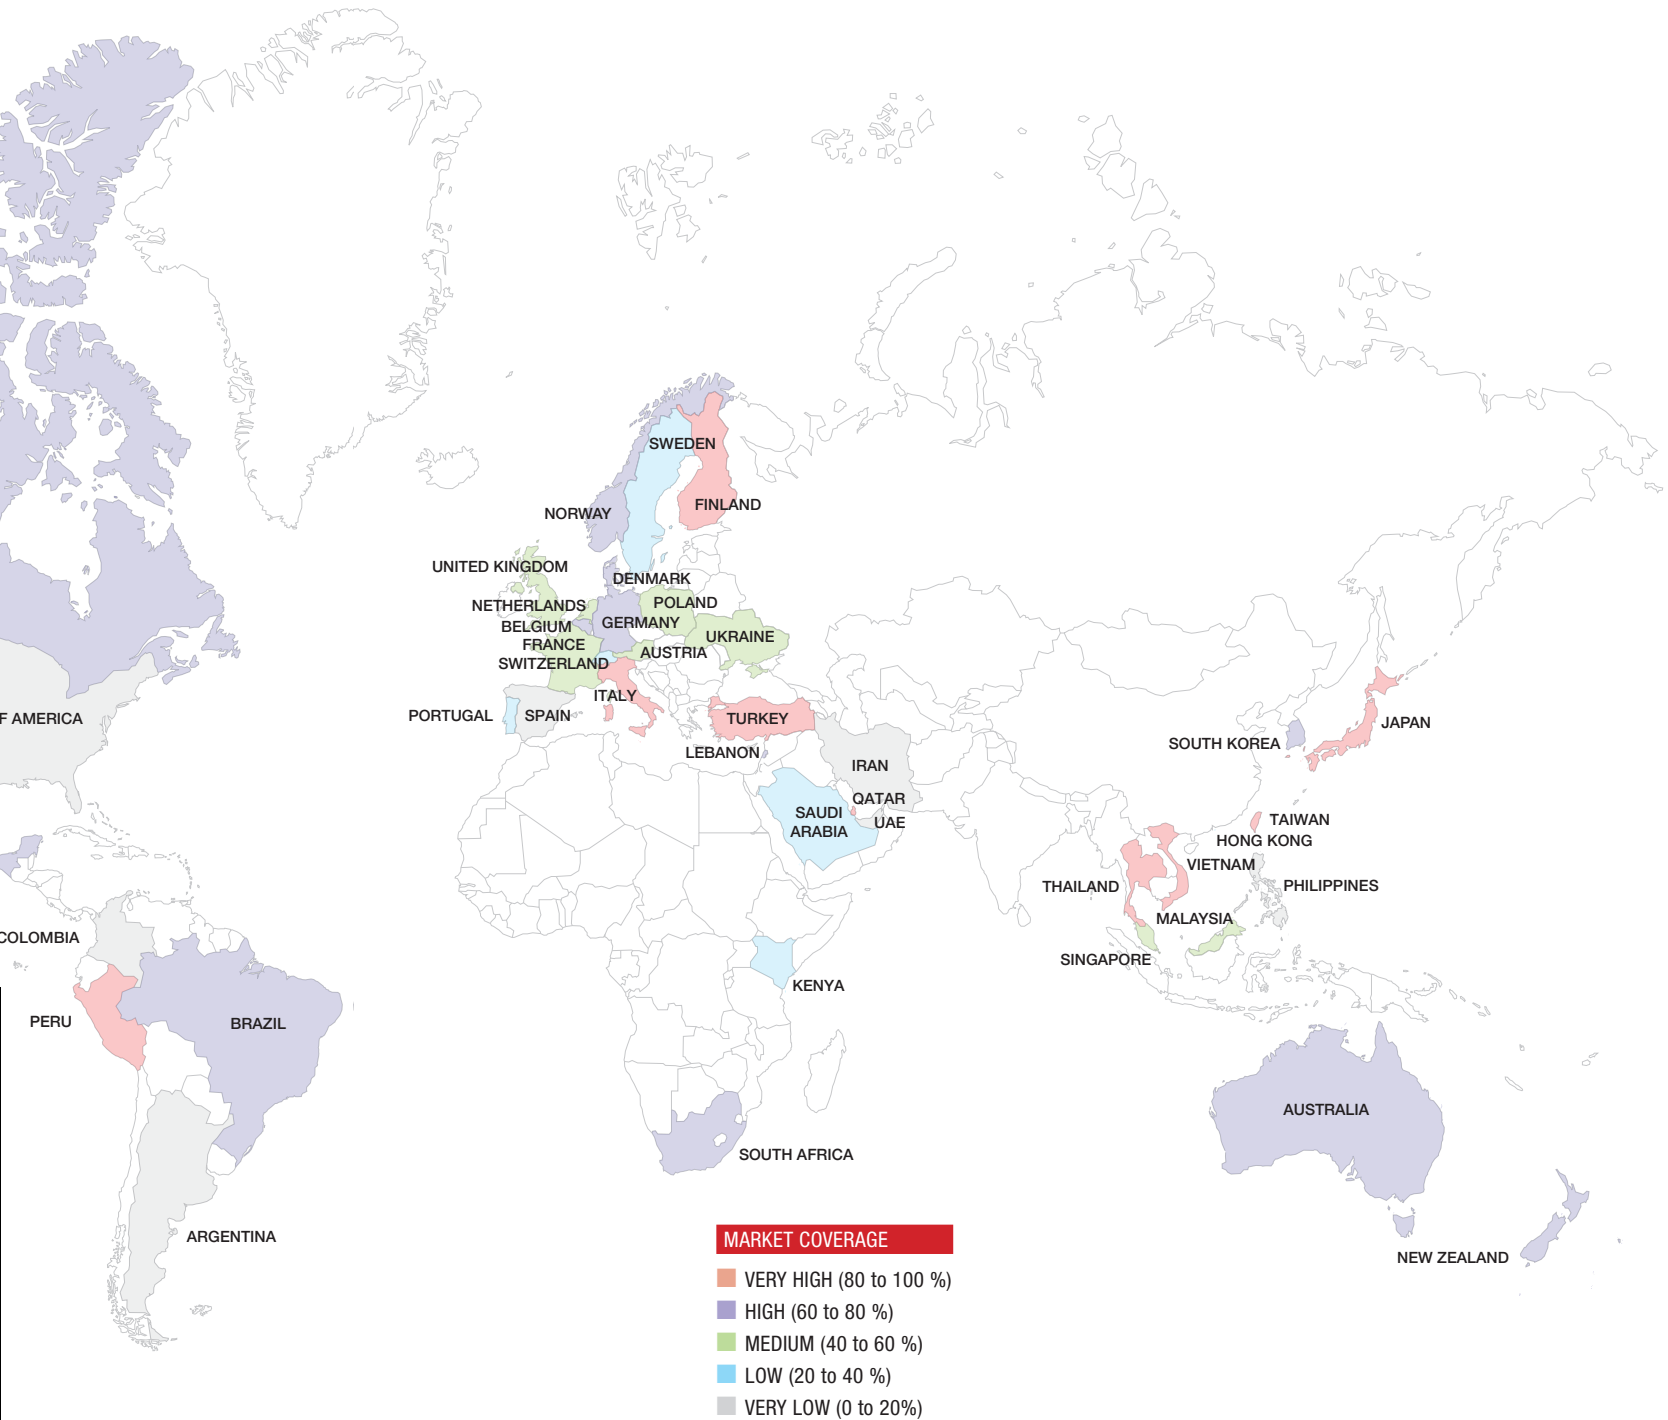 SWEDEN
FINLAND
NORWAY
UNITED KINGDOM
DENMARK
NETHERLANDS
POLAND
BELGIUM
GERMANY
FRANCE
UKRAINE
SWITZERLAND
AUSTRIA
ITALY
F AMERICA
PORTUGAL
SPAIN
TURKEY
JAPAN
SOUTH KOREA
LEBANON
IRAN
QATAR
SAUDI
ARABIA
UAE
TAIWAN
HONG KONG
VIETNAM
THAILAND
PHILIPPINES
MALAYSIA
COLOMBIA
SINGAPORE
KENYA
PERU
BRAZIL
AUSTRALIA
SOUTH AFRICA
ARGENTINA
NEW ZEALAND
MARKET COVERAGE
VERY HIGH (80 to 100 %)
HIGH (60 to 80 %)
MEDIUM (40 to 60 %)
LOW (20 to 40 %)
VERY LOW (0 to 20%)